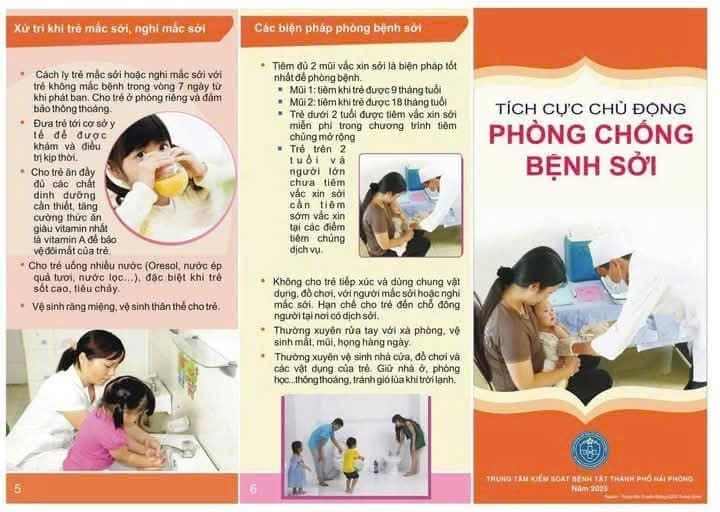 Xử trí khi trẻ mắc sởi, nghi mắc sởi
Cách ly trẻ mắc sởi hoặc nghi mắc sởi với
trẻ không mắc bệnh trong vòng 7 ngày từ
khi phát ban. Cho trẻ ở phòng riêng và đảm
bảo thông thoáng.
Đưa trẻ tới cơ sở y
tế để được
khám và điều
trị kịp thời.
Cho trẻ ăn đầy
đủ các chất
dinh dưỡng
cần thiết, tăng
cường thức ăn
giàu vitamin nhất
là vitamin A để bảo
vệ đôi mắt của trẻ.
Cho trẻ uống nhiều nước (Oresol, nước ép
quả tươi, nước lọc...), đặc biệt khi trẻ
sốt cao, tiêu chảy.
Vệ sinh răng miệng, vệ sinh thân thể cho trẻ.
5
Các biện pháp phòng bệnh sởi
Tiêm đủ 2 mũi vắc xin sởi là biện pháp tốt
nhất để phòng bệnh.
Mũi 1: tiêm khi trẻ được 9 tháng tuổi
Mũi 2: tiêm khi trẻ được 18 tháng tuổi
Trẻ dưới 2 tuổi được tiêm vắc xin sởi
miễn phí trong chương trình tiêm
chủng mở rộng
Trẻ trên 2
tuổi và
người lớn
chưa tiêm
vắc xin sởi
cần tiêm
sớm vắc xin
tại các điểm
tiêm chủng
dịch vụ.
Không cho trẻ tiếp xúc và dùng chung vật
dụng, đồ chơi, với người mắc sởi hoặc nghi
mắc sởi. Hạn chế cho trẻ đến chỗ đông
người tại nơi có dịch sởi.
Thường xuyên rửa tay với xà phòng, vệ
sinh mắt, mũi, họng hàng ngày.
Thường xuyên vệ sinh nhà cửa, đồ chơi và
các vật dụng của trẻ. Giữ nhà ở, phòng
học...thông thoáng, tránh gió lùa khi trời lạnh.
6
TÍCH CỰC CHỦ ĐỘNG
PHÒNG CHỐNG
BỆNH SỞI
TRUNG TÂM KIỂM SOÁT BỆNH TẬT THÀNH PHỐ HẢI PHÒNG
Năm 2025